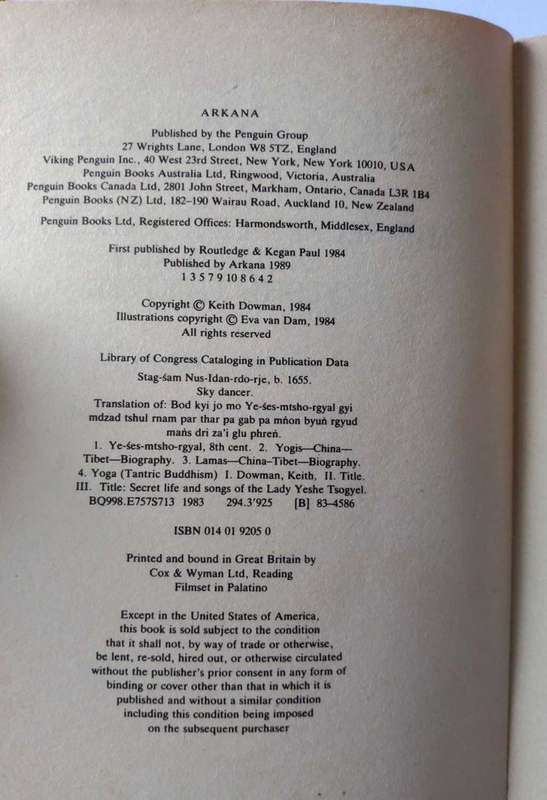 ARKANA
Published by the Penguin Group
27 Wrights Lane, London W8 5TZ, England
Viking Penguin Inc., 40 West 23rd Street, New York, New York 10010, USA
Penguin Books Australia Ltd, Ringwood, Victoria, Australia
Penguin Books Canada Ltd, 2801 John Street, Markham, Ontario, Canada L3R 1B4
Penguin Books (NZ) Ltd, 182–190 Wairau Road, Auckland 10, New Zealand
Penguin Books Ltd, Registered Offices: Harmondsworth, Middlesex, England
First published by Routledge & Kegan Paul 1984
Published by Arkana 1989
1 3 5 7 9 10 8 6 4 2
Copyright © Keith Dowman, 1984
Illustrations copyright © Eva van Dam, 1984
All rights reserved
Library of Congress Cataloging in Publication Data
Stag-śam Nus-Idan-rdo-rje, b. 1655.
Sky dancer.
Translation of: Bod kyi jo mo Ye-śes-mtsho-rgyal gyi
mdzad tshul rnam par thar pa gab pa mṅon byuṅ rgyud
maṅs dri za'i glu phreṅ.
1. Ye-śes-mtsho-rgyal, 8th cent. 2. Yogis—China—
Tibet—Biography. 3. Lamas—China–Tibet—Biography.
4. Yoga (Tantric Buddhism) I. Dowman, Keith, II. Title.
III. Title: Secret life and songs of the Lady Yeshe Tsogyel.
BQ998.E757S713 1983 294.3'925 [B] 83-4586
ISBN 014 01 9205 0
Printed and bound in Great Britain by
Cox & Wyman Ltd, Reading
Filmset in Palatino
Except in the United States of America,
this book is sold subject to the condition
that it shall not, by way of trade or otherwise,
be lent, re-sold, hired out, or otherwise circulated
without the publisher's prior consent in any form of
binding or cover other than that in which it is
published and without a similar condition
including this condition being imposed
on the subsequent purchaser